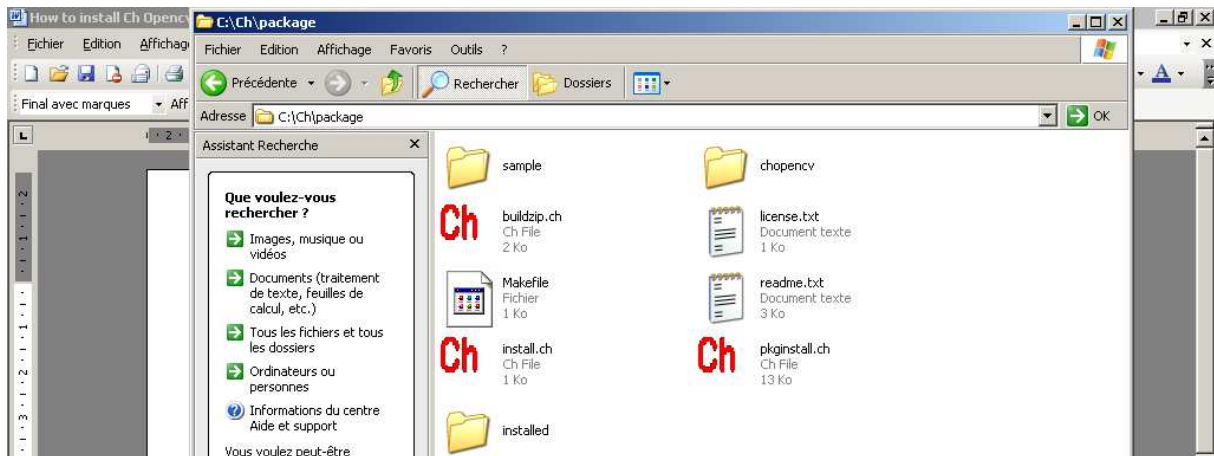 How to install Ch Opencv
C:\Ch\package
Fichier Edition Affichage
Fichier Edition Affichage Favoris Outils ?
Précédente Rechercher Dossiers
Final avec marques Aff
Adresse C:\Ch\package OK
Assistant Recherche
Que voulez-vous
rechercher ?
Images, musique ou
vidéos
Documents (traitement
de texte, feuilles de
calcul, etc.)
Tous les fichiers et tous
les dossiers
Ordinateurs ou
personnes
Informations du centre
Aide et support
Vous voulez peut-être
sample
chopencv
Ch
buildzip.ch
Ch File
2 Ko
license.txt
Document texte
1 Ko
Makefile
Fichier
1 Ko
readme.txt
Document texte
3 Ko
Ch
install.ch
Ch File
1 Ko
Ch
pkginstall.ch
Ch File
13 Ko
installed